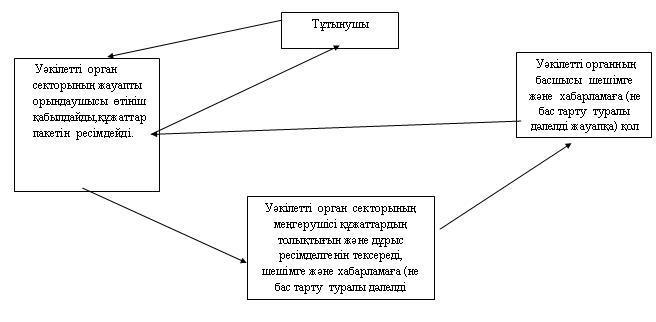 Тұтынушы
Уәкілетті орган
секторының жауапты
орындаушысы өтініш
қабылдайды,құжаттар
пакетін ресімдейді.
Уәкілетті органның
басшысы шешімге
және хабарламаға (не
бас тарту туралы
дәлелді жауапқа) қол
Уәкілетті орган секторының
меңгерушісі құжаттардың
толықтығын және дұрыс
ресімделгенін тексереді,
шешімге және хабарламаға (не
бас тарту туралы дәлелді